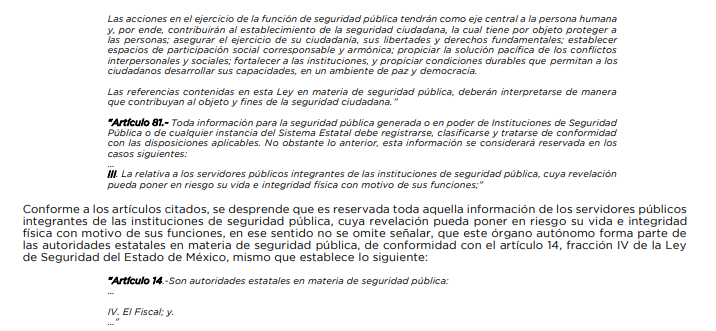 Las acciones en el ejercicio de la función de seguridad pública tendrán como eje central a la persona humana
y, por ende, contribuirán al establecimiento de la seguridad ciudadana, la cual tiene por objeto proteger a
las personas; asegurar el ejercicio de su ciudadanía, sus libertades y derechos fundamentales; establecer
espacios de participación social corresponsable y armónica; propiciar la solución pacífica de los conflictos
interpersonales y sociales; fortalecer a las instituciones, y propiciar condiciones durables que permitan a los
ciudadanos desarrollar sus capacidades, en un ambiente de paz y democracia.
Las referencias contenidas en esta Ley en materia de seguridad pública, deberán interpretarse de manera
que contribuyan al objeto y fines de la seguridad ciudadana."
"Artículo 81.- Toda información para la seguridad pública generada o en poder de Instituciones de Seguridad
Pública o de cualquier instancia del Sistema Estatal debe registrarse, clasificarse y tratarse de conformidad
con las disposiciones aplicables. No obstante lo anterior, esta información se considerará reservada en los
casos siguientes:
...
III. La relativa a los servidores públicos integrantes de las instituciones de seguridad pública, cuya revelación
pueda poner en riesgo su vida e integridad física con motivo de sus funciones;"
Conforme a los artículos citados, se desprende que es reservada toda aquella información de los servidores públicos
integrantes de las instituciones de seguridad pública, cuya revelación pueda poner en riesgo su vida e integridad
física con motivo de sus funciones, en ese sentido no se omite señalar, que este órgano autónomo forma parte de
las autoridades estatales en materia de seguridad pública, de conformidad con el artículo 14, fracción IV de la Ley
de Seguridad del Estado de México, mismo que establece lo siguiente:
"Artículo 14.-Son autoridades estatales en materia de seguridad pública:
...
IV. El Fiscal; y.
..."